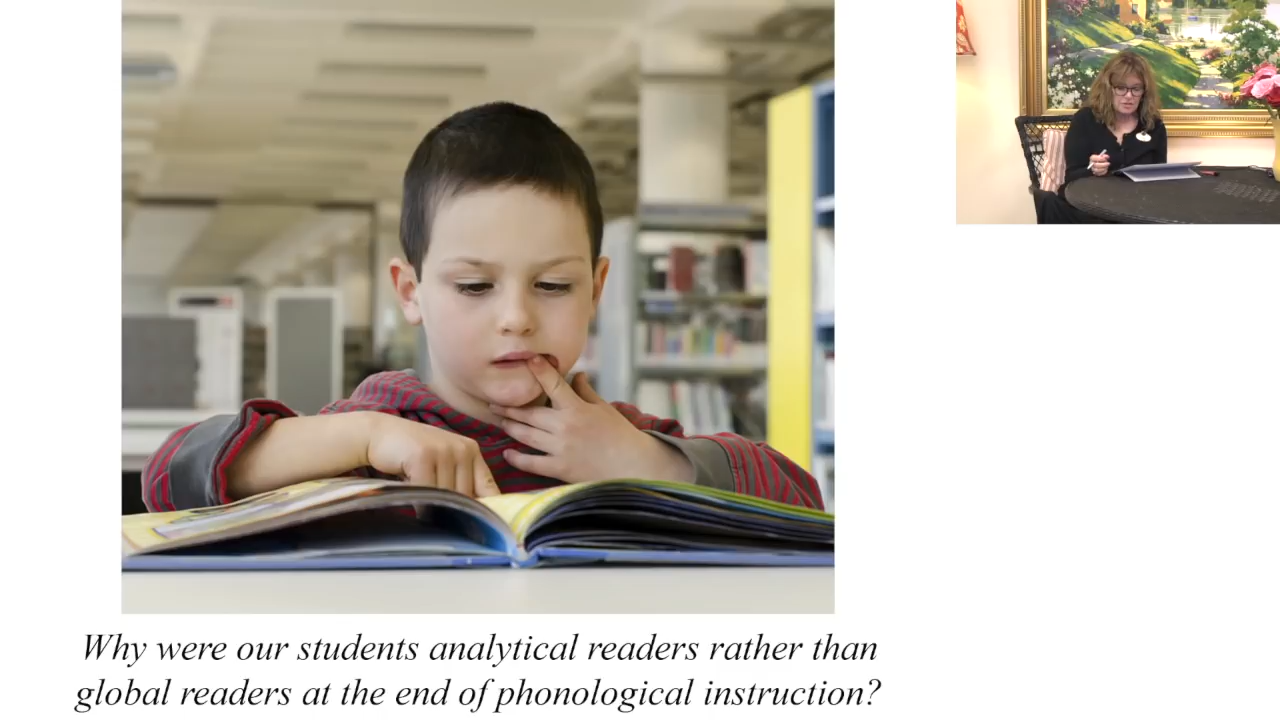 Why were our students analytical readers rather than
global readers at the end of phonological instruction?